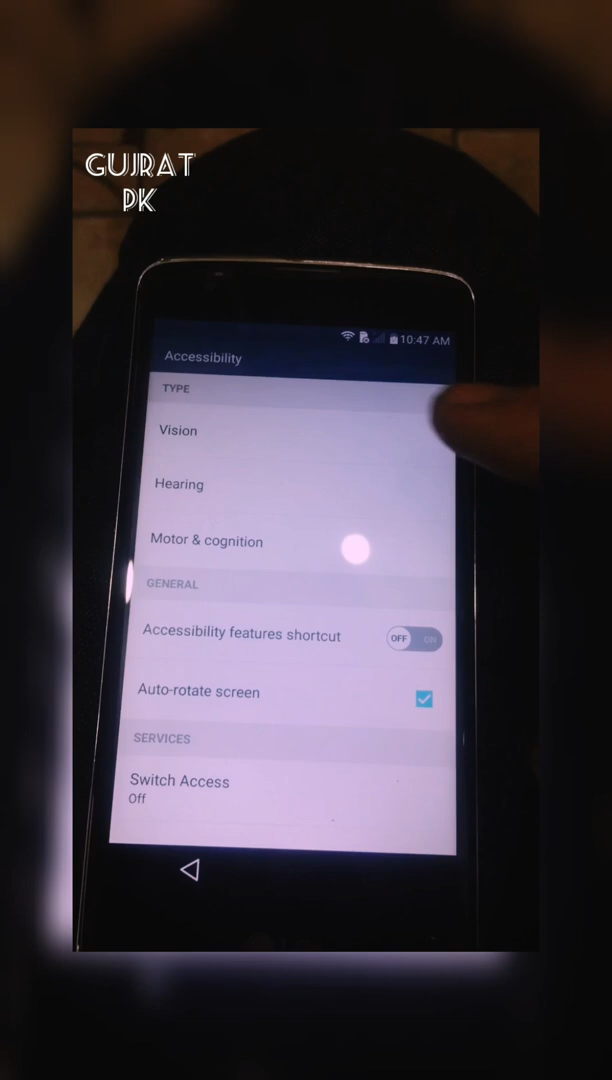 GUJRAT
PK
10:47 AM
Accessibility
TYPE
Vision
Hearing
Motor & cognition
GENERAL
Accessibility features shortcut
OFF ON
Auto-rotate screen
SERVICES
Switch Access
Off